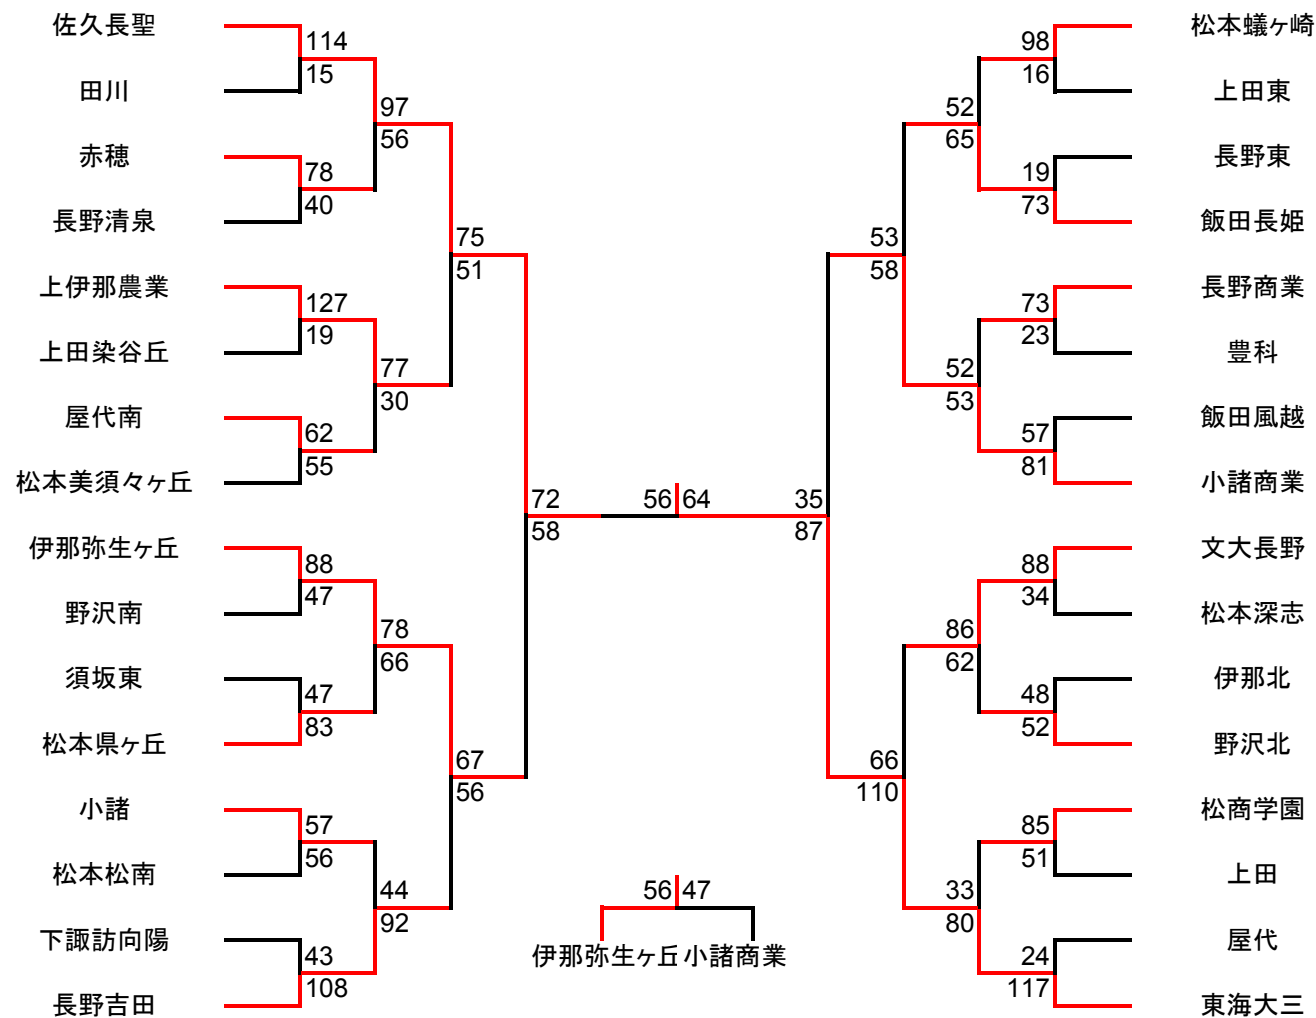 佐久長聖
114
15
田川
97
56
赤穂
78
40
長野清泉
75
51
上伊那農業
127
19
上田染谷丘
77
30
屋代南
62
55
松本美須々ヶ丘
72
58
伊那弥生ヶ丘
88
47
野沢南
78
66
須坂東
47
83
松本県ヶ丘
67
56
小諸
57
56
松本松南
44
92
下諏訪向陽
43
108
長野吉田
56 64
56 47
伊那弥生ヶ丘 小諸商業
松本蟻ヶ崎
98
16
上田東
52
65
長野東
19
73
飯田長姫
53
58
長野商業
73
23
豊科
52
53
飯田風越
57
81
小諸商業
35
87
文大長野
88
34
松本深志
86
62
伊那北
48
52
野沢北
66
110
松商学園
85
51
上田
33
80
屋代
24
117
東海大三